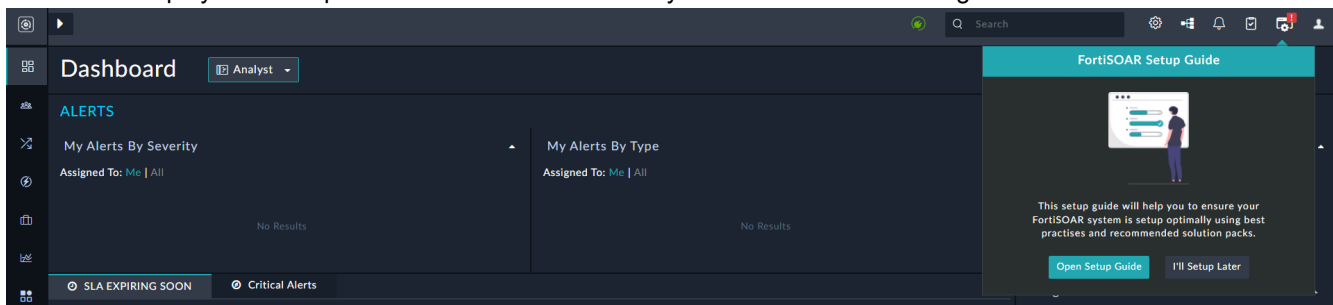 Search
Dashboard
Analyst
FortiSOAR Setup Guide
ALERTS
My Alerts By Severity
Assigned To: Me | All
No Results
My Alerts By Type
Assigned To: Me | All
No Results
This setup guide will help you to ensure your
FortiSOAR system is setup optimally using best
practises and recommended solution packs.
Open Setup Guide
I'll Setup Later
SLA EXPIRING SOON
Critical Alerts